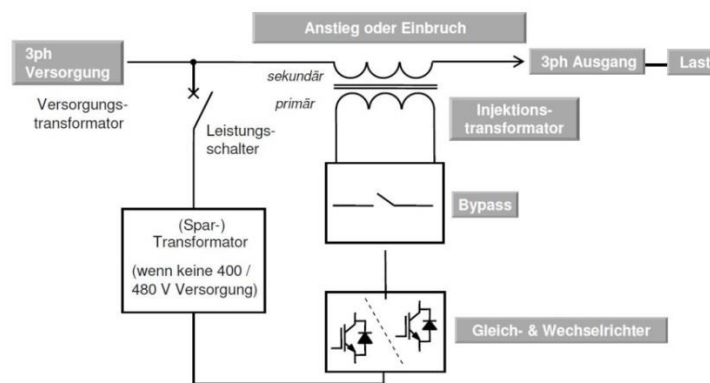 Anstieg oder Einbruch
3ph
Versorgung
sekundär
3ph Ausgang
Last
primär
Versorgungs-
transformator
Injektions-
transformator
Leistungs-
schalter
Bypass
(Spar-)
Transformator
(wenn keine 400 /
480 V Versorgung)
Gleich- & Wechselrichter